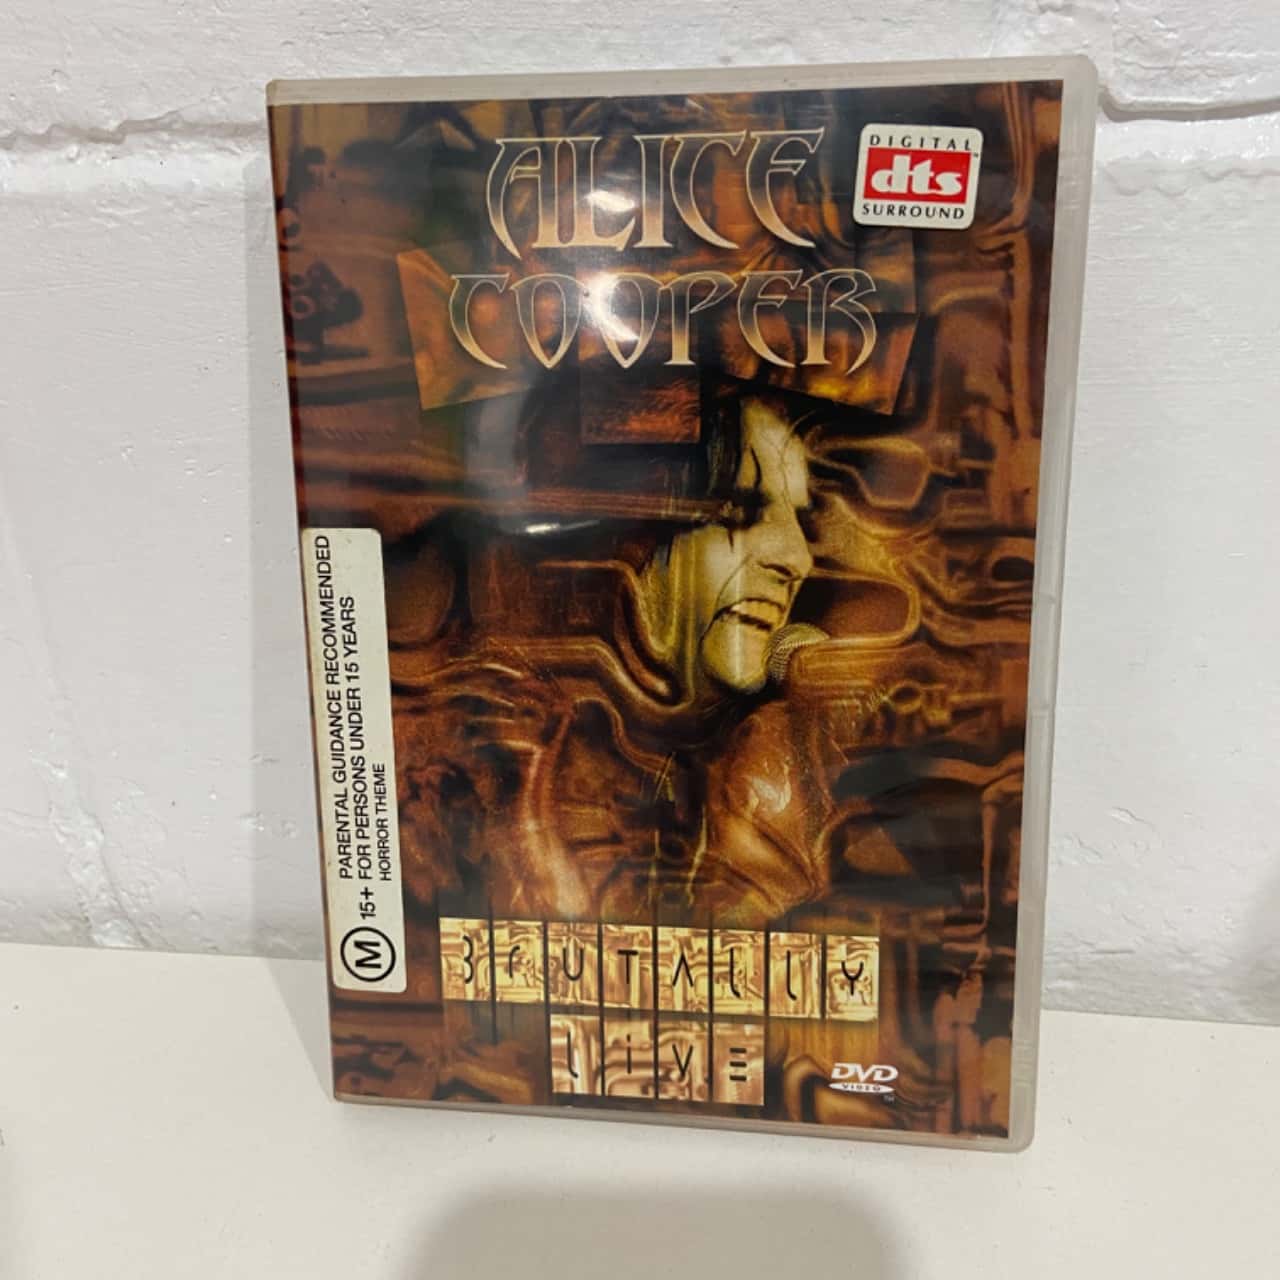 ALICE
COOPER
DIGITAL
dts
SURROUND
PARENTAL GUIDANCE RECOMMENDED
15+ FOR PERSONS UNDER 15 YEARS
HORROR THEME
M
BrUTALLY
LiVE
DVD
VIDEO
TM